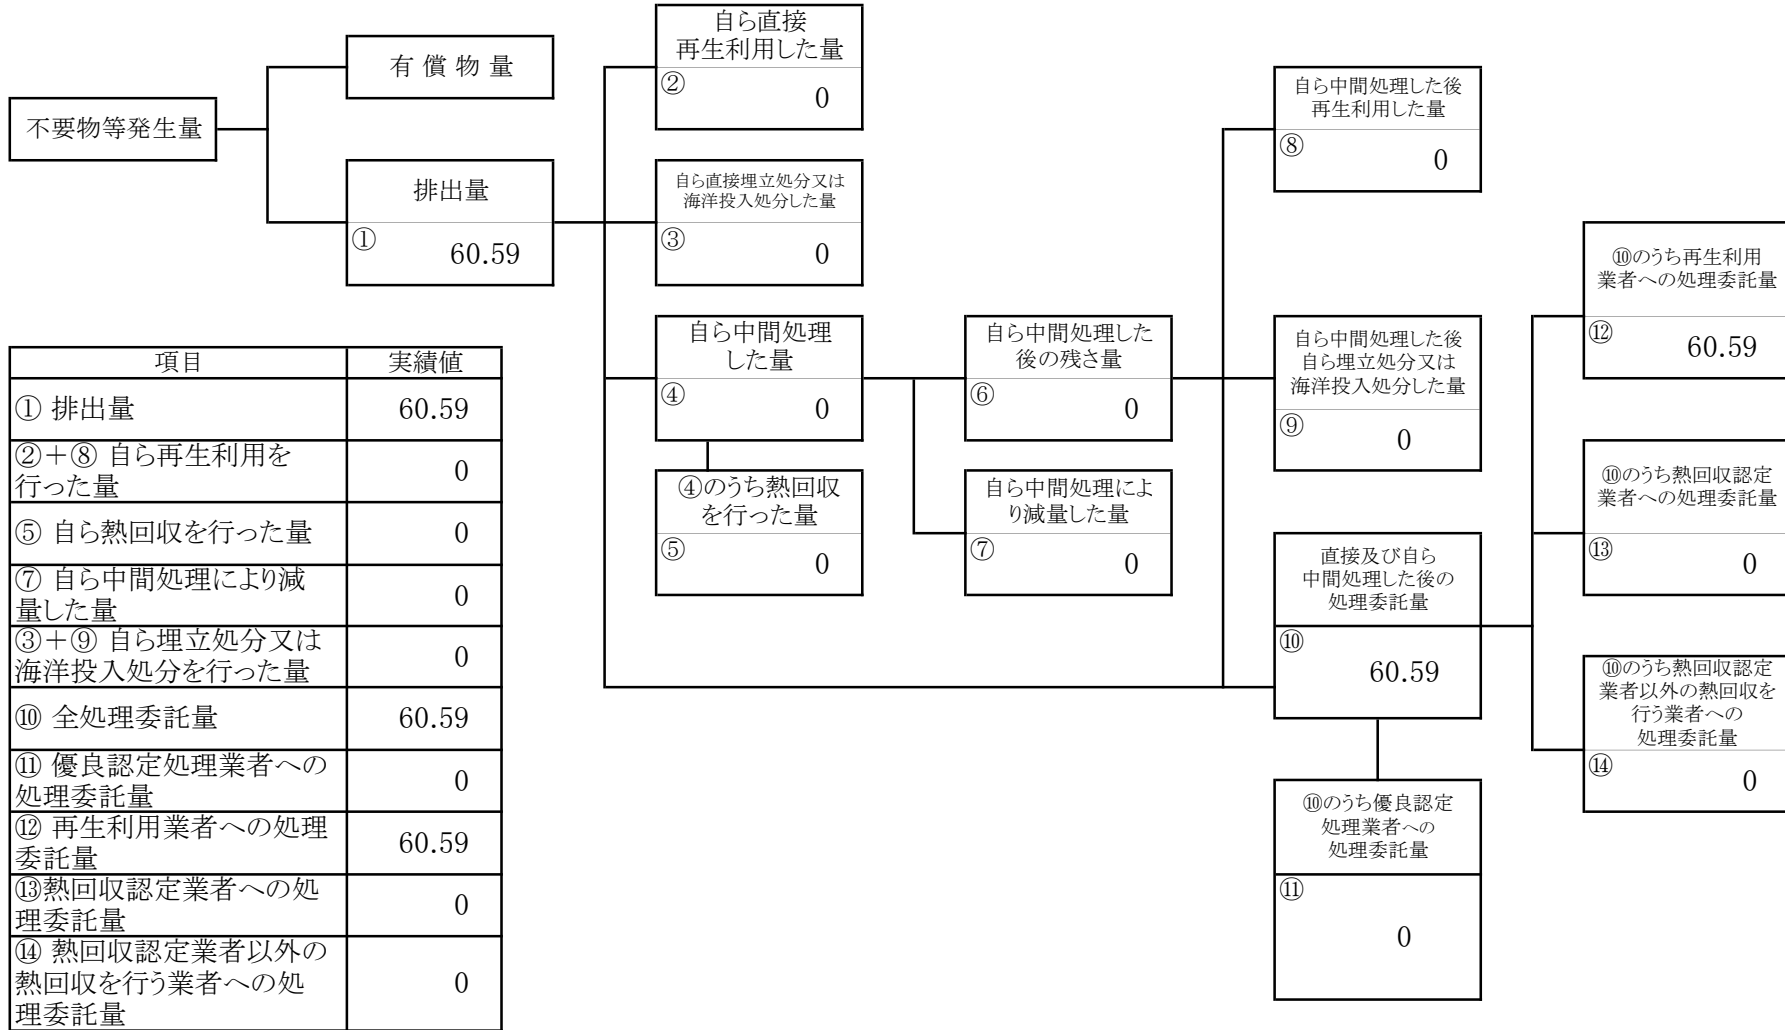 不要物等発生量
有 償 物 量
排出量
①
60.59
自ら直接
再生利用した量
②
0
自ら直接埋立処分又は
海洋投入処分した量
③
0
自ら中間処理
した量
④
0
④のうち熱回収
を行った量
⑤
0
自ら中間処理した
後の残さ量
⑥
0
自ら中間処理によ
り減量した量
⑦
0
自ら中間処理した後
再生利用した量
⑧
0
自ら中間処理した後
自ら埋立処分又は
海洋投入処分した量
⑨
0
直接及び自ら
中間処理した後の
処理委託量
⑩
60.59
⑩のうち優良認定
処理業者への
処理委託量
⑪
0
⑩のうち再生利用
業者への処理委託量
⑫
60.59
⑩のうち熱回収認定
業者への処理委託量
⑬
0
⑩のうち熱回収認定
業者以外の熱回収を
行う業者への
処理委託量
⑭
0
項目 実績値
① 排出量 60.59
②+⑧ 自ら再生利用を
行った量 0
⑤ 自ら熱回収を行った量 0
⑦ 自ら中間処理により減
量した量 0
③+⑨ 自ら埋立処分又は
海洋投入処分を行った量 0
⑩ 全処理委託量 60.59
⑪ 優良認定処理業者への
処理委託量 0
⑫ 再生利用業者への処理
委託量 60.59
⑬熱回収認定業者への処
理委託量 0
⑭ 熱回収認定業者以外の
熱回収を行う業者への処
理委託量 0